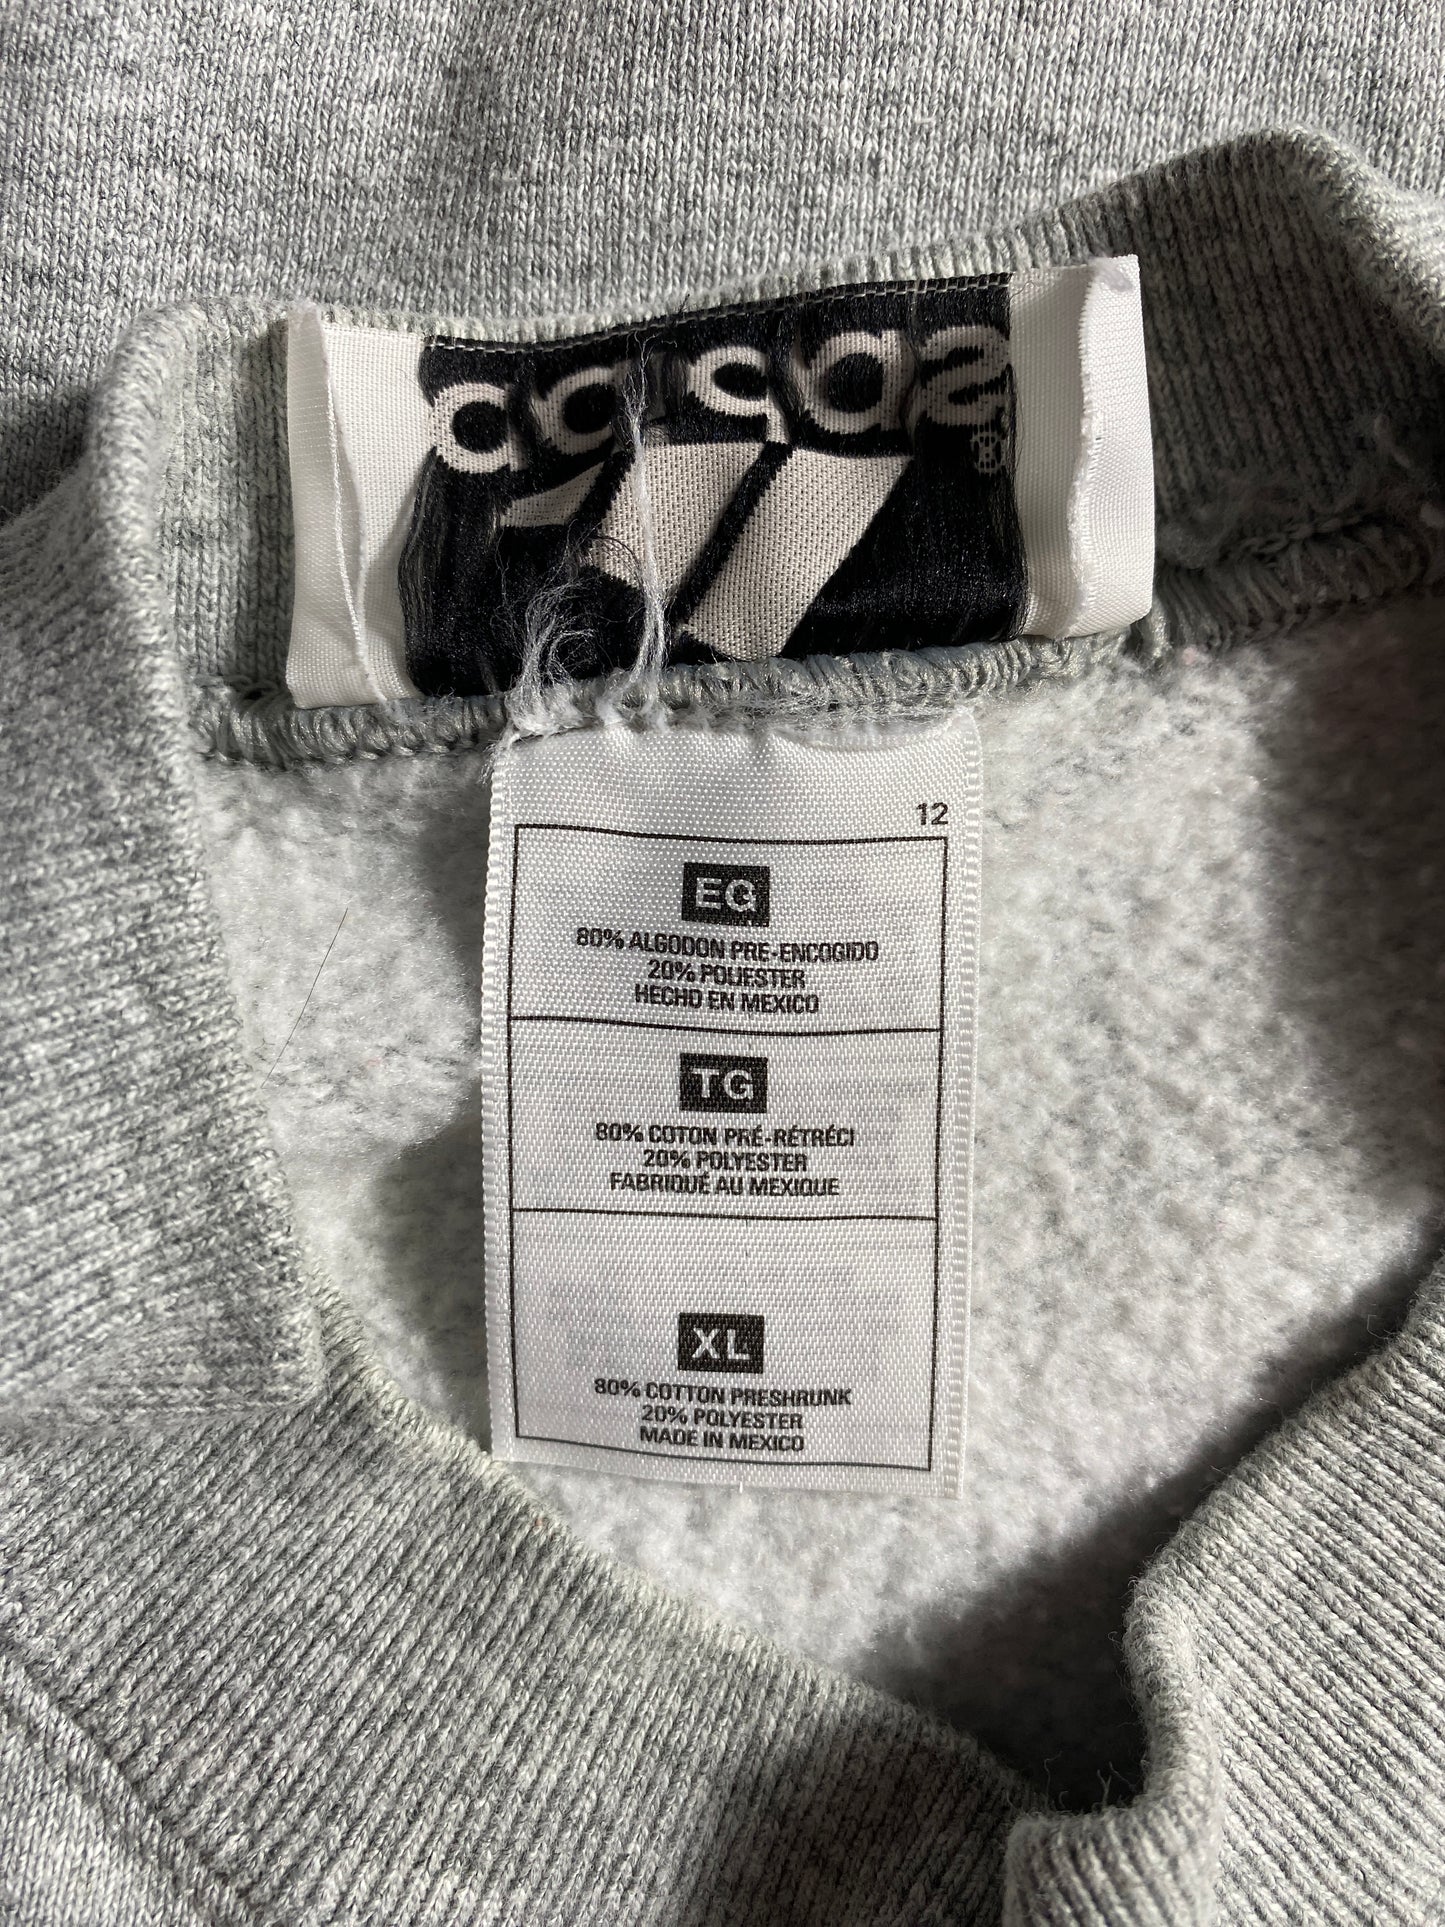 adidas
®
12
EG
80% ALGODON PRE-ENCOGIDO
20% POLIESTER
HECHO EN MEXICO
TG
80% COTON PRÉ-RÉTRÉCI
20% POLYESTER
FABRIQUÉ AU MEXIQUE
XL
80% COTTON PRESHRUNK
20% POLYESTER
MADE IN MEXICO